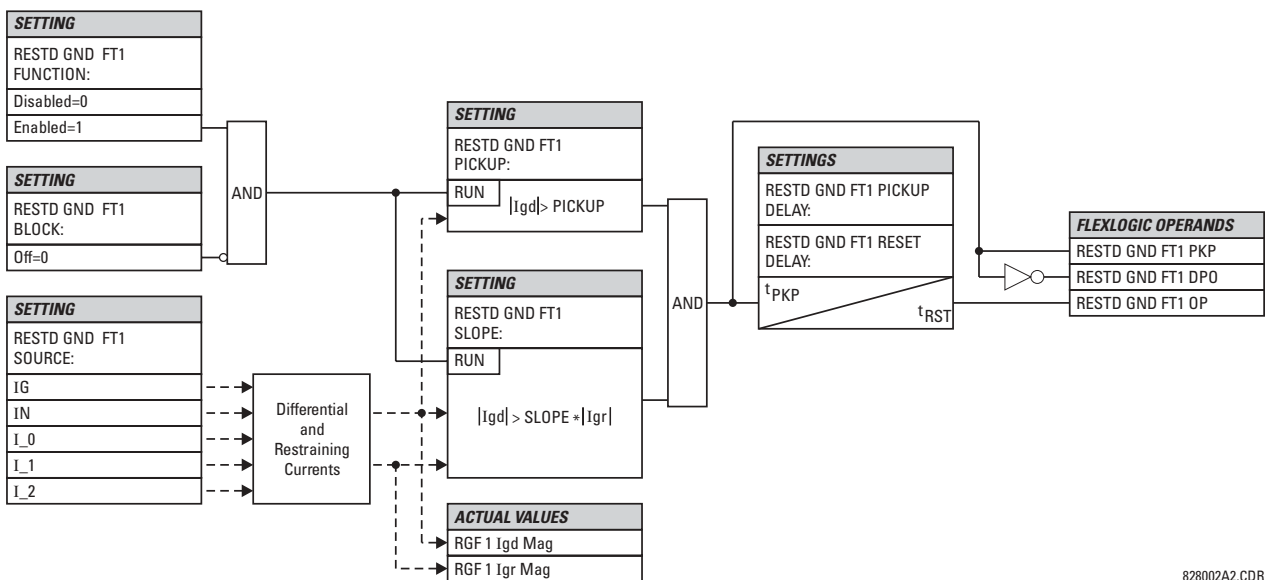 SETTING
RESTD GND FT1
FUNCTION:
Disabled=0
Enabled=1
SETTING
RESTD GND FT1
BLOCK:
Off=0
AND
SETTING
RESTD GND FT1
SOURCE:
IG
IN
I_0
I_1
I_2
Differential
and
Restraining
Currents
SETTING
RESTD GND FT1
PICKUP:
RUN
|Igd|> PICKUP
SETTING
RESTD GND FT1
SLOPE:
RUN
|Igd| > SLOPE *|Igr|
ACTUAL VALUES
RGF 1 Igd Mag
RGF 1 Igr Mag
AND
SETTINGS
RESTD GND FT1 PICKUP
DELAY:
RESTD GND FT1 RESET
DELAY:
tPKP
tRST
FLEXLOGIC OPERANDS
RESTD GND FT1 PKP
RESTD GND FT1 DPO
RESTD GND FT1 OP
828002A2.CDR